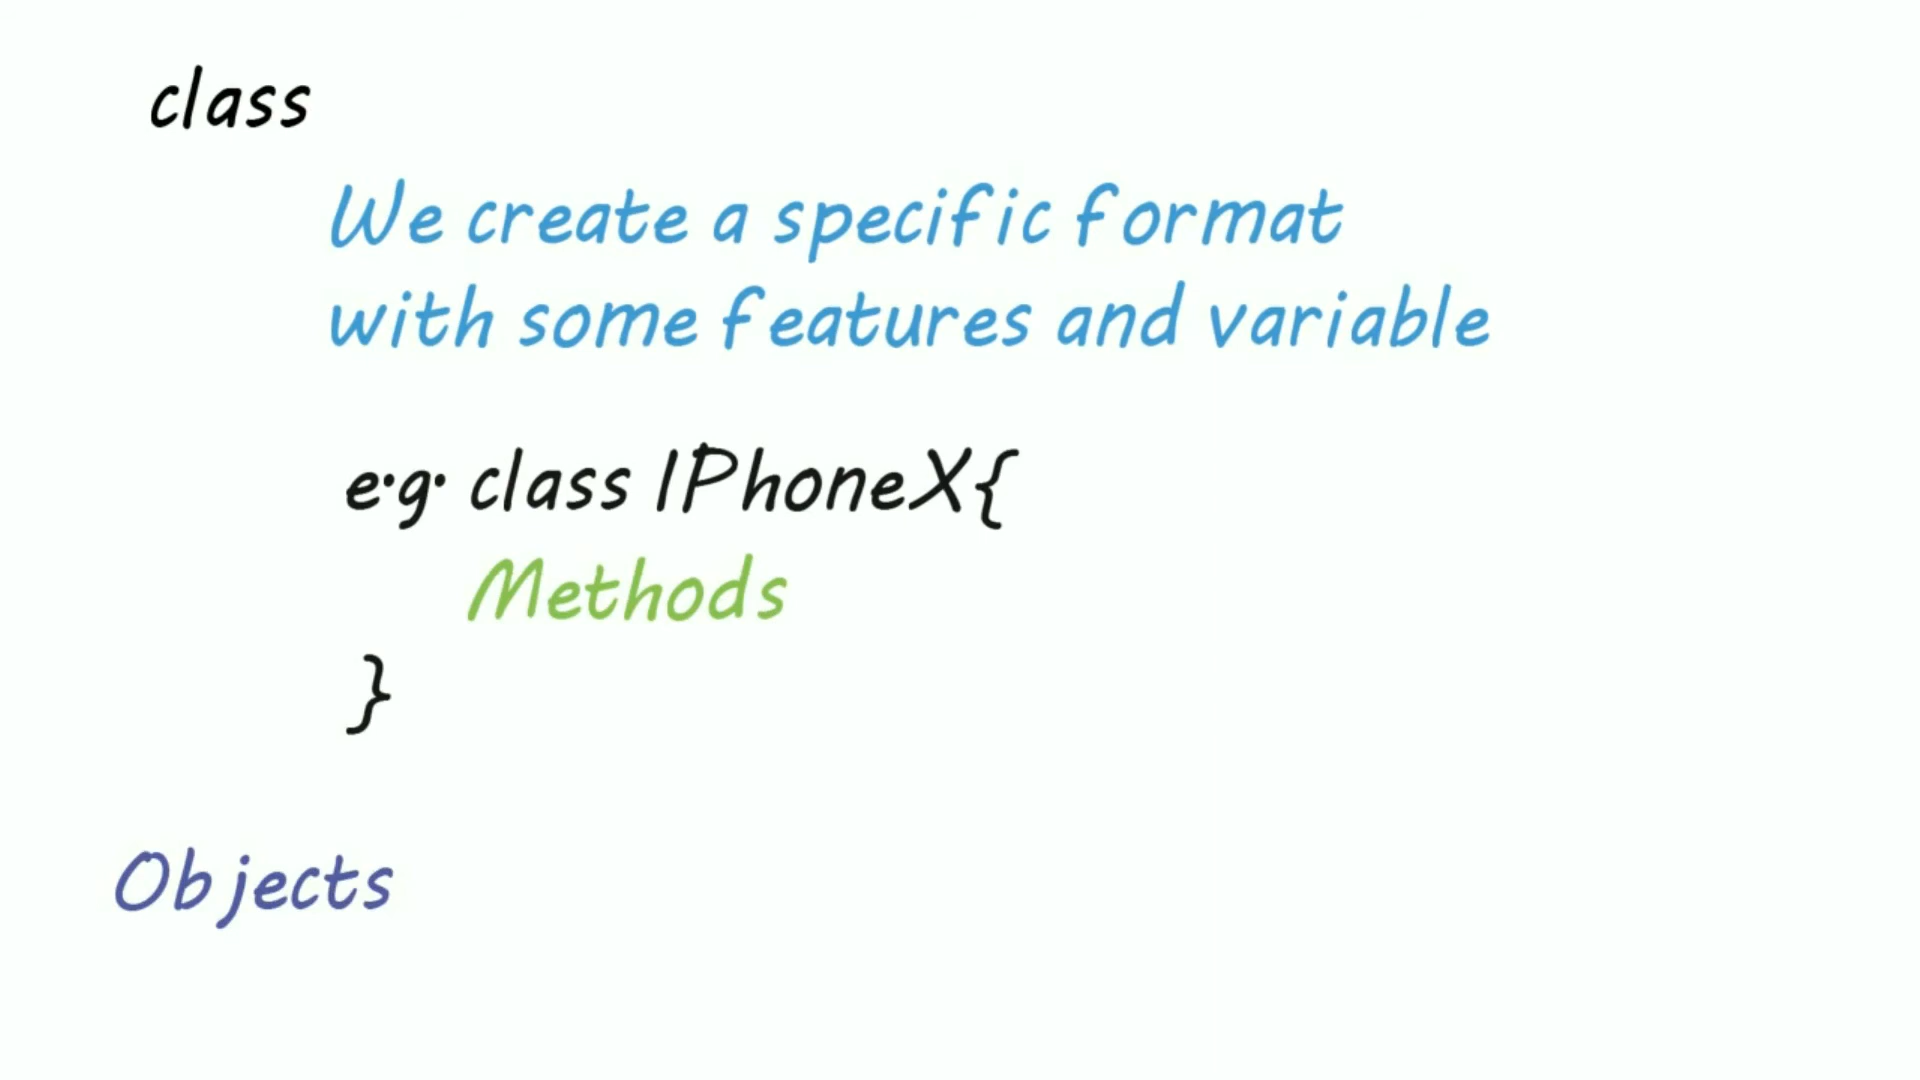 class
We create a specific format
with some features and variable
e.g. class IPhoneX{
Methods
}
Objects